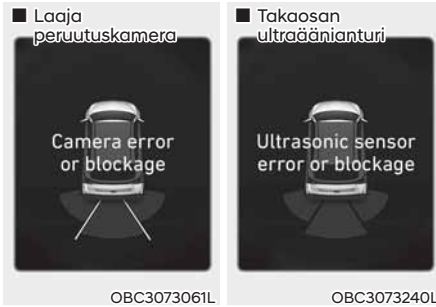 ■ Laaja
peruutuskamera
Camera error
or blockage
OBC3073061L
■ Takaosan
ultraäänianturi
Ultrasonic sensor
error or blockage
OBC3073240L